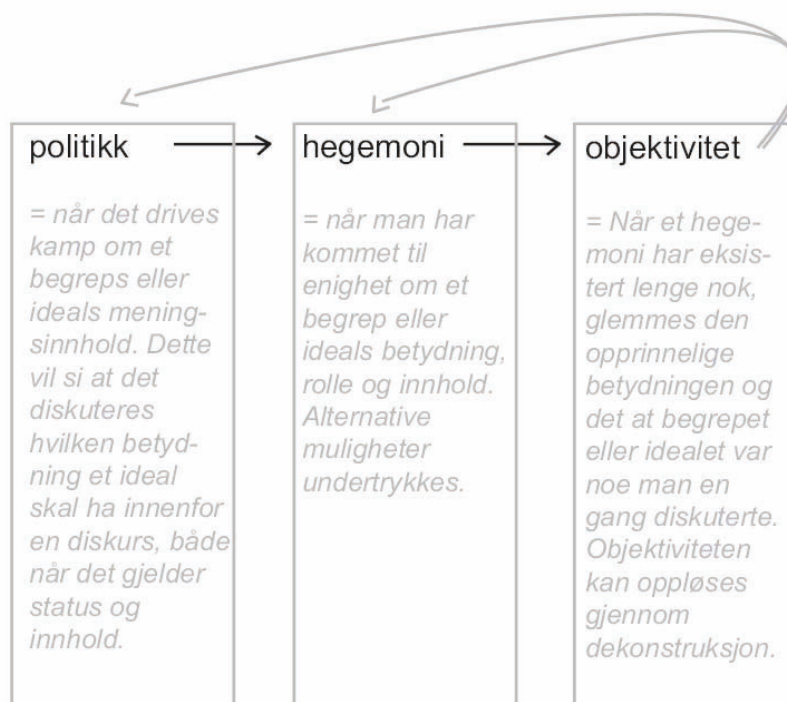 politikk
= når det drives
kamp om et
begreps eller
ideals mening-
sinnhold. Dette
vil si at det
diskuteres
hvilken betyd-
ning et ideal
skal ha innenfor
en diskurs, både
når det gjelder
status og
innhold.
hegemoni
= når man har
kommet til
enighet om et
begrep eller
ideals betydning,
rolle og innhold.
Alternative
muligheter
undertrykkes.
objektivitet
= Når et hege-
moni har eksis-
tert lenge nok,
glemmes den
opprinnelige
betydningen og
det at begrepet
eller idealet var
noe man en
gang diskuterte.
Objektiviteten
kan oppløses
gjennom
dekonstruksjon.